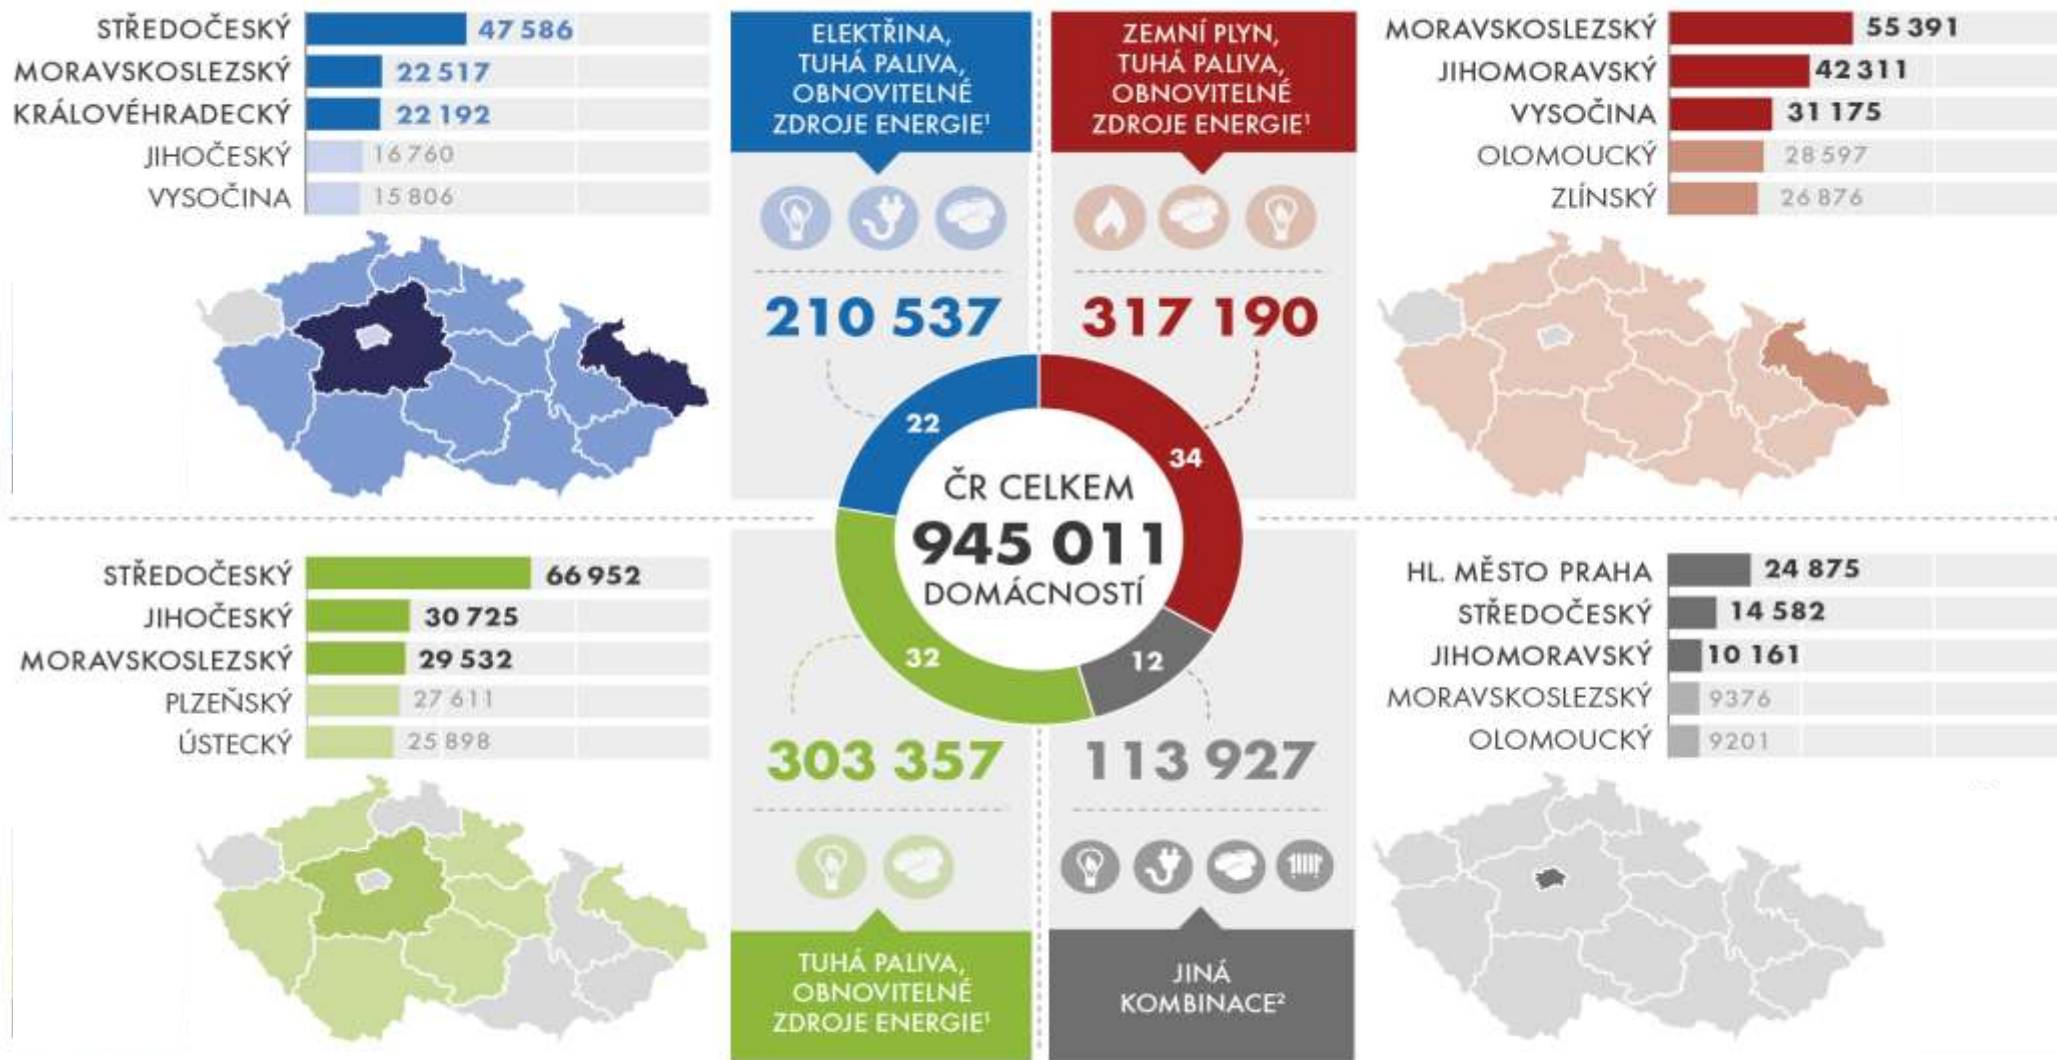 STŘEDOČESKÝ 47 586
MORAVSKOSLEZSKÝ 22 517
KRÁLOVÉHRADECKÝ 22 192
JIHOČESKÝ 16 760
VYSOČINA 15 806
ELEKTŘINA,
TUHÁ PALIVA,
OBNOVITELNÉ
ZDROJE ENERGIE¹
210 537
ZEMNÍ PLYN,
TUHÁ PALIVA,
OBNOVITELNÉ
ZDROJE ENERGIE¹
317 190
MORAVSKOSLEZSKÝ 55 391
JIHOMORAVSKÝ 42 311
VYSOČINA 31 175
OLOMOUCKÝ 28 597
ZLÍNSKÝ 26 876
22
34
ČR CELKEM
945 011
DOMÁCNOSTÍ
32
12
STŘEDOČESKÝ 66 952
JIHOČESKÝ 30 725
MORAVSKOSLEZSKÝ 29 532
PLZEŇSKÝ 27 611
ÚSTECKÝ 25 898
303 357
TUHÁ PALIVA,
OBNOVITELNÉ
ZDROJE ENERGIE¹
113 927
JINÁ
KOMBINACE²
HL. MĚSTO PRAHA 24 875
STŘEDOČESKÝ 14 582
JIHOMORAVSKÝ 10 161
MORAVSKOSLEZSKÝ 9376
OLOMOUCKÝ 9201